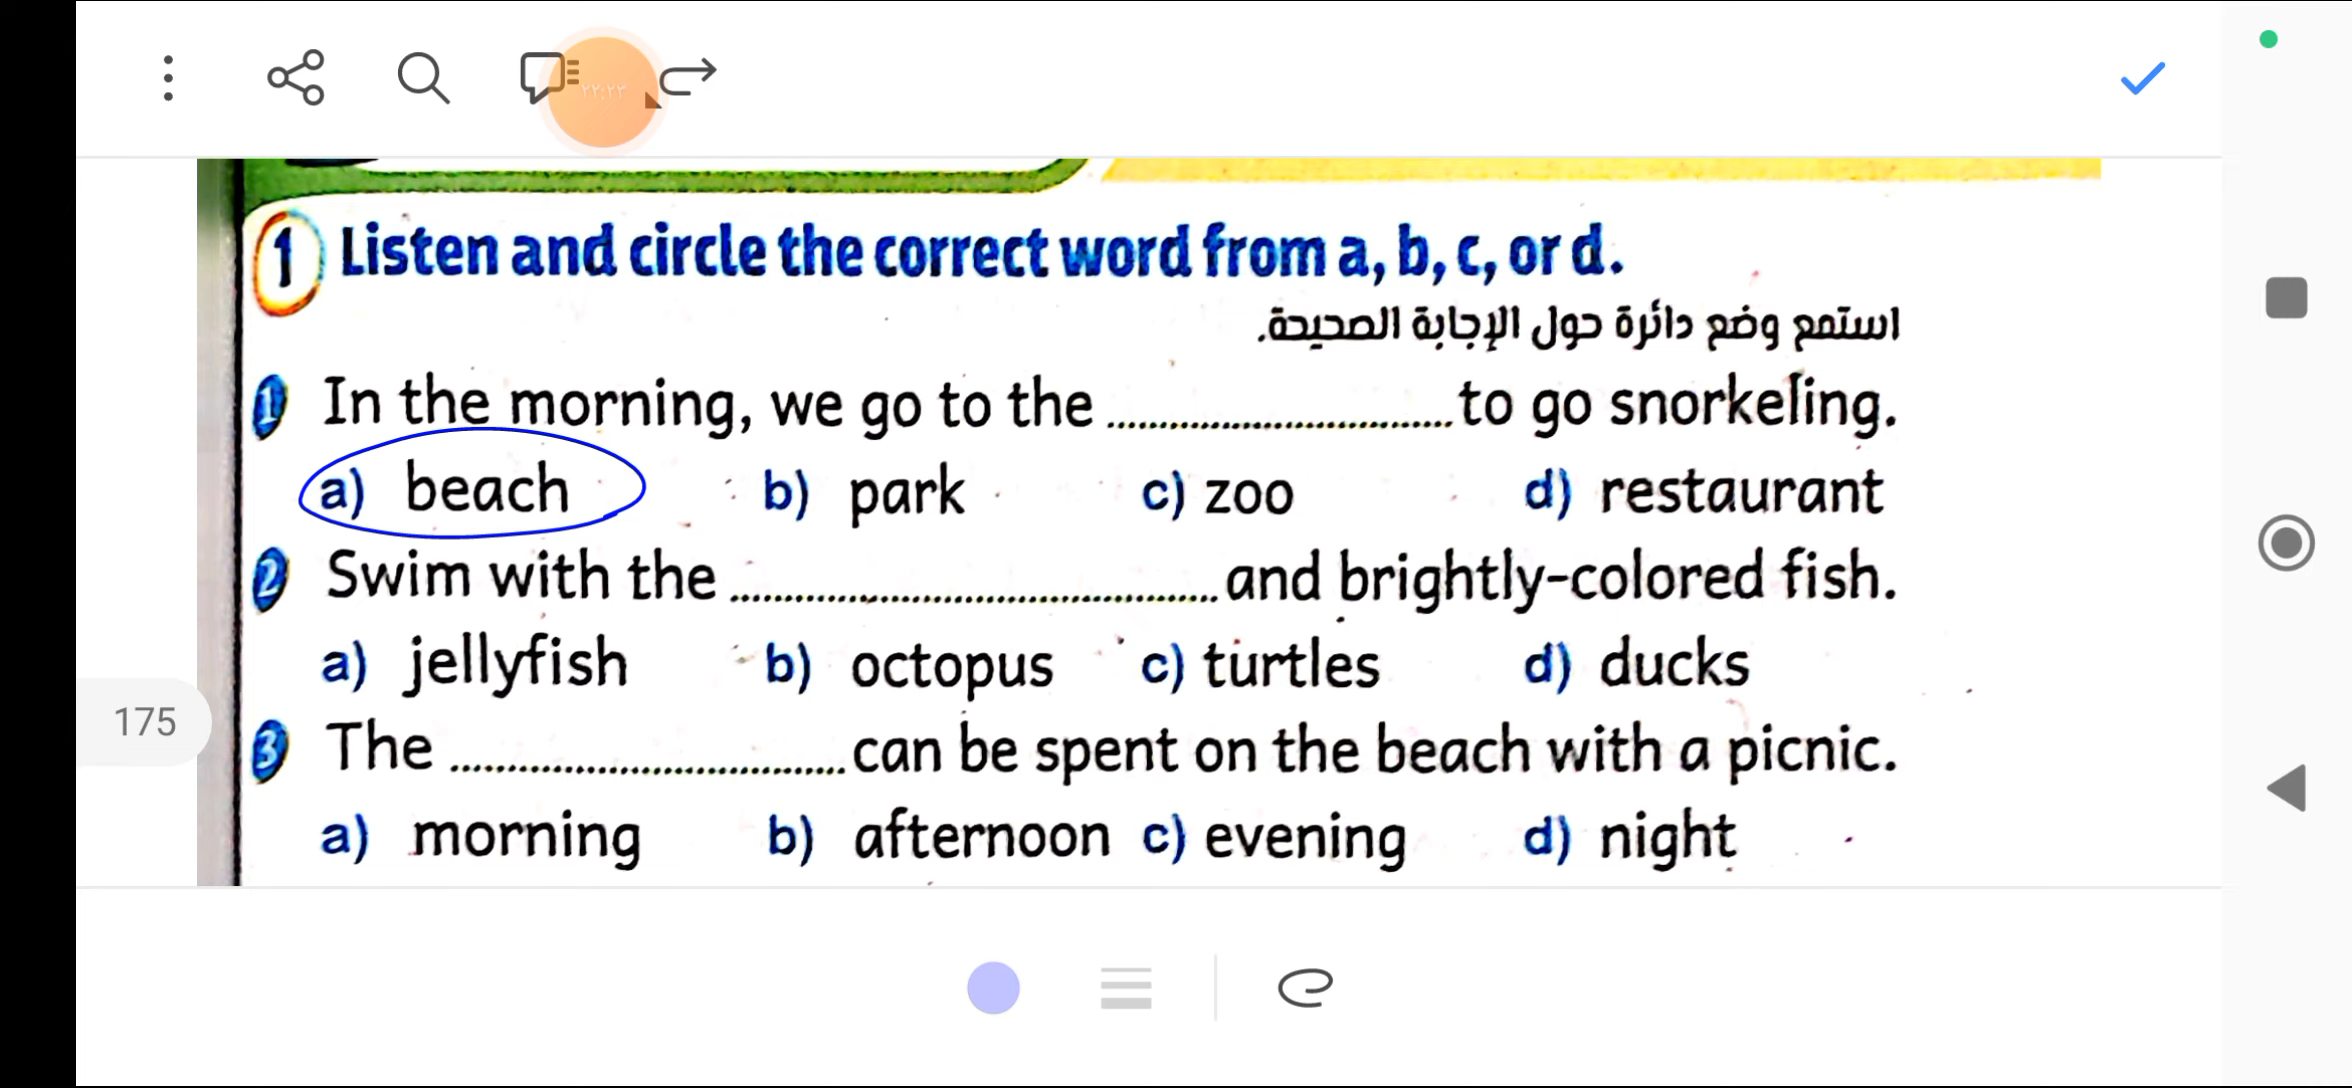 ٢٢:٢٣
1 Listen and circle the correct word from a, b, c, or d.
استمع وضع دائرة حول الإجابة الصحيحة.
1 In the morning, we go to the ........................ to go snorkeling.
a) beach b) park c) zoo d) restaurant
2 Swim with the ........................ and brightly-colored fish.
a) jellyfish b) octopus c) turtles d) ducks
175
3 The ........................ can be spent on the beach with a picnic.
a) morning b) afternoon c) evening d) night